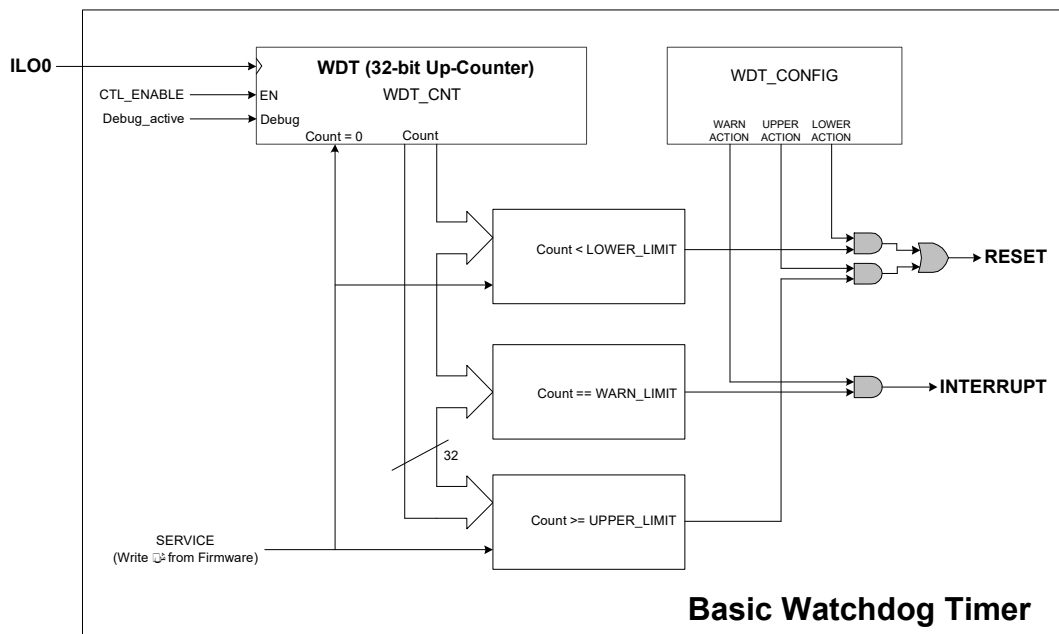 ILO0
WDT (32-bit Up-Counter)
WDT_CNT
CTL_ENABLE
EN
Debug_active
Debug
Count = 0
Count
WDT_CONFIG
WARN
ACTION
UPPER
ACTION
LOWER
ACTION
Count < LOWER_LIMIT
RESET
Count == WARN_LIMIT
INTERRUPT
32
Count >= UPPER_LIMIT
SERVICE
(Write from Firmware)
Basic Watchdog Timer